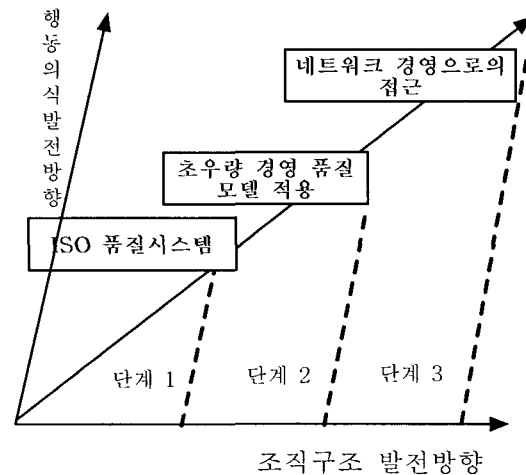 행동의식발전방향
네트워크 경영으로의
접근
초우량 경영 품질
모델 적용
ISO 품질시스템
단계 1
단계 2
단계 3
조직구조 발전방향